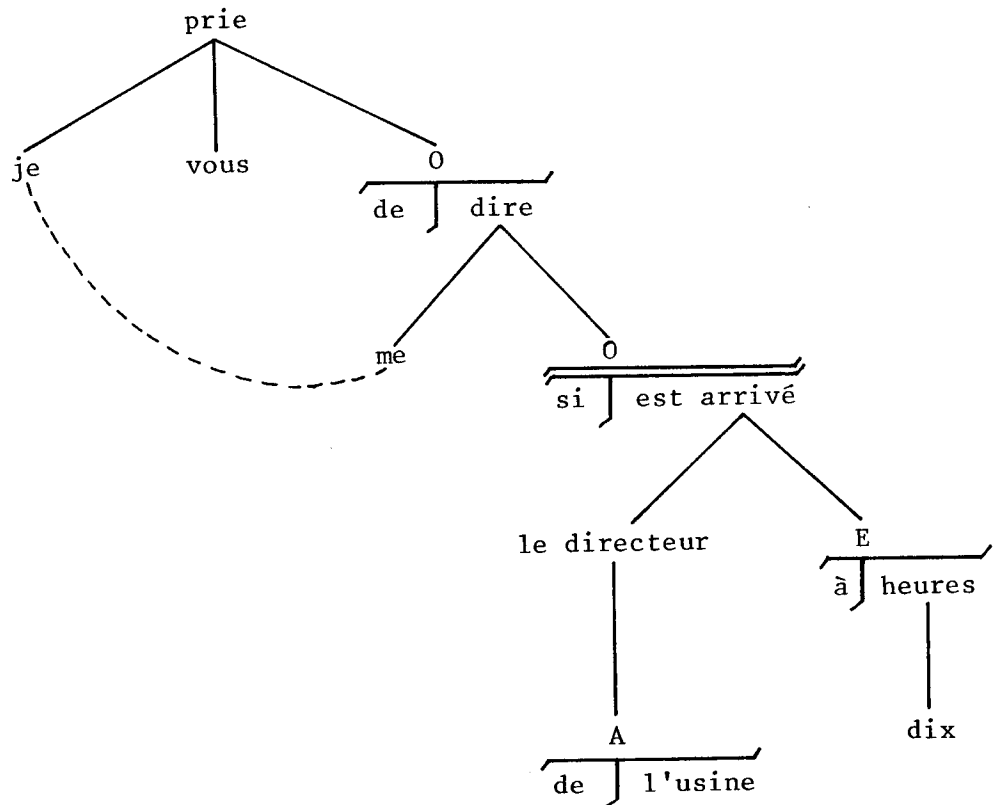 prie
je vous O
de dire
me O
si est arrivé
le directeur E
à heures
A dix
de l'usine